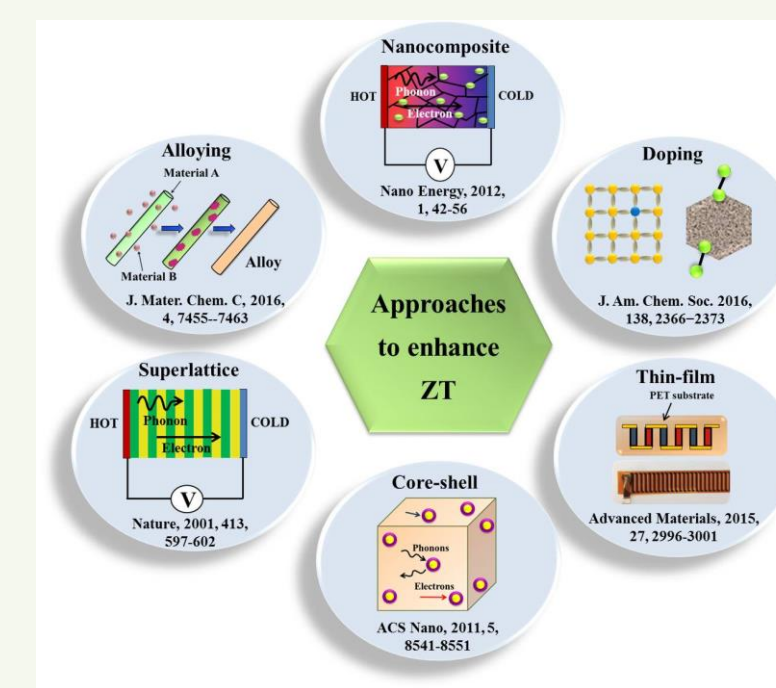 Nanocomposite
HOT
Phonon
Electron
COLD
V
Nano Energy, 2012,
1, 42-56
Alloying
Material A
Material B
Alloy
J. Mater. Chem. C, 2016,
4, 7455--7463
Doping
J. Am. Chem. Soc. 2016,
138, 2366−2373
Approaches
to enhance
ZT
Superlattice
HOT
Phonon
Electron
COLD
V
Nature, 2001, 413,
597-602
Thin-film
PET substrate
Advanced Materials, 2015,
27, 2996-3001
Core-shell
Phonons
Electrons
ACS Nano, 2011, 5,
8541-8551